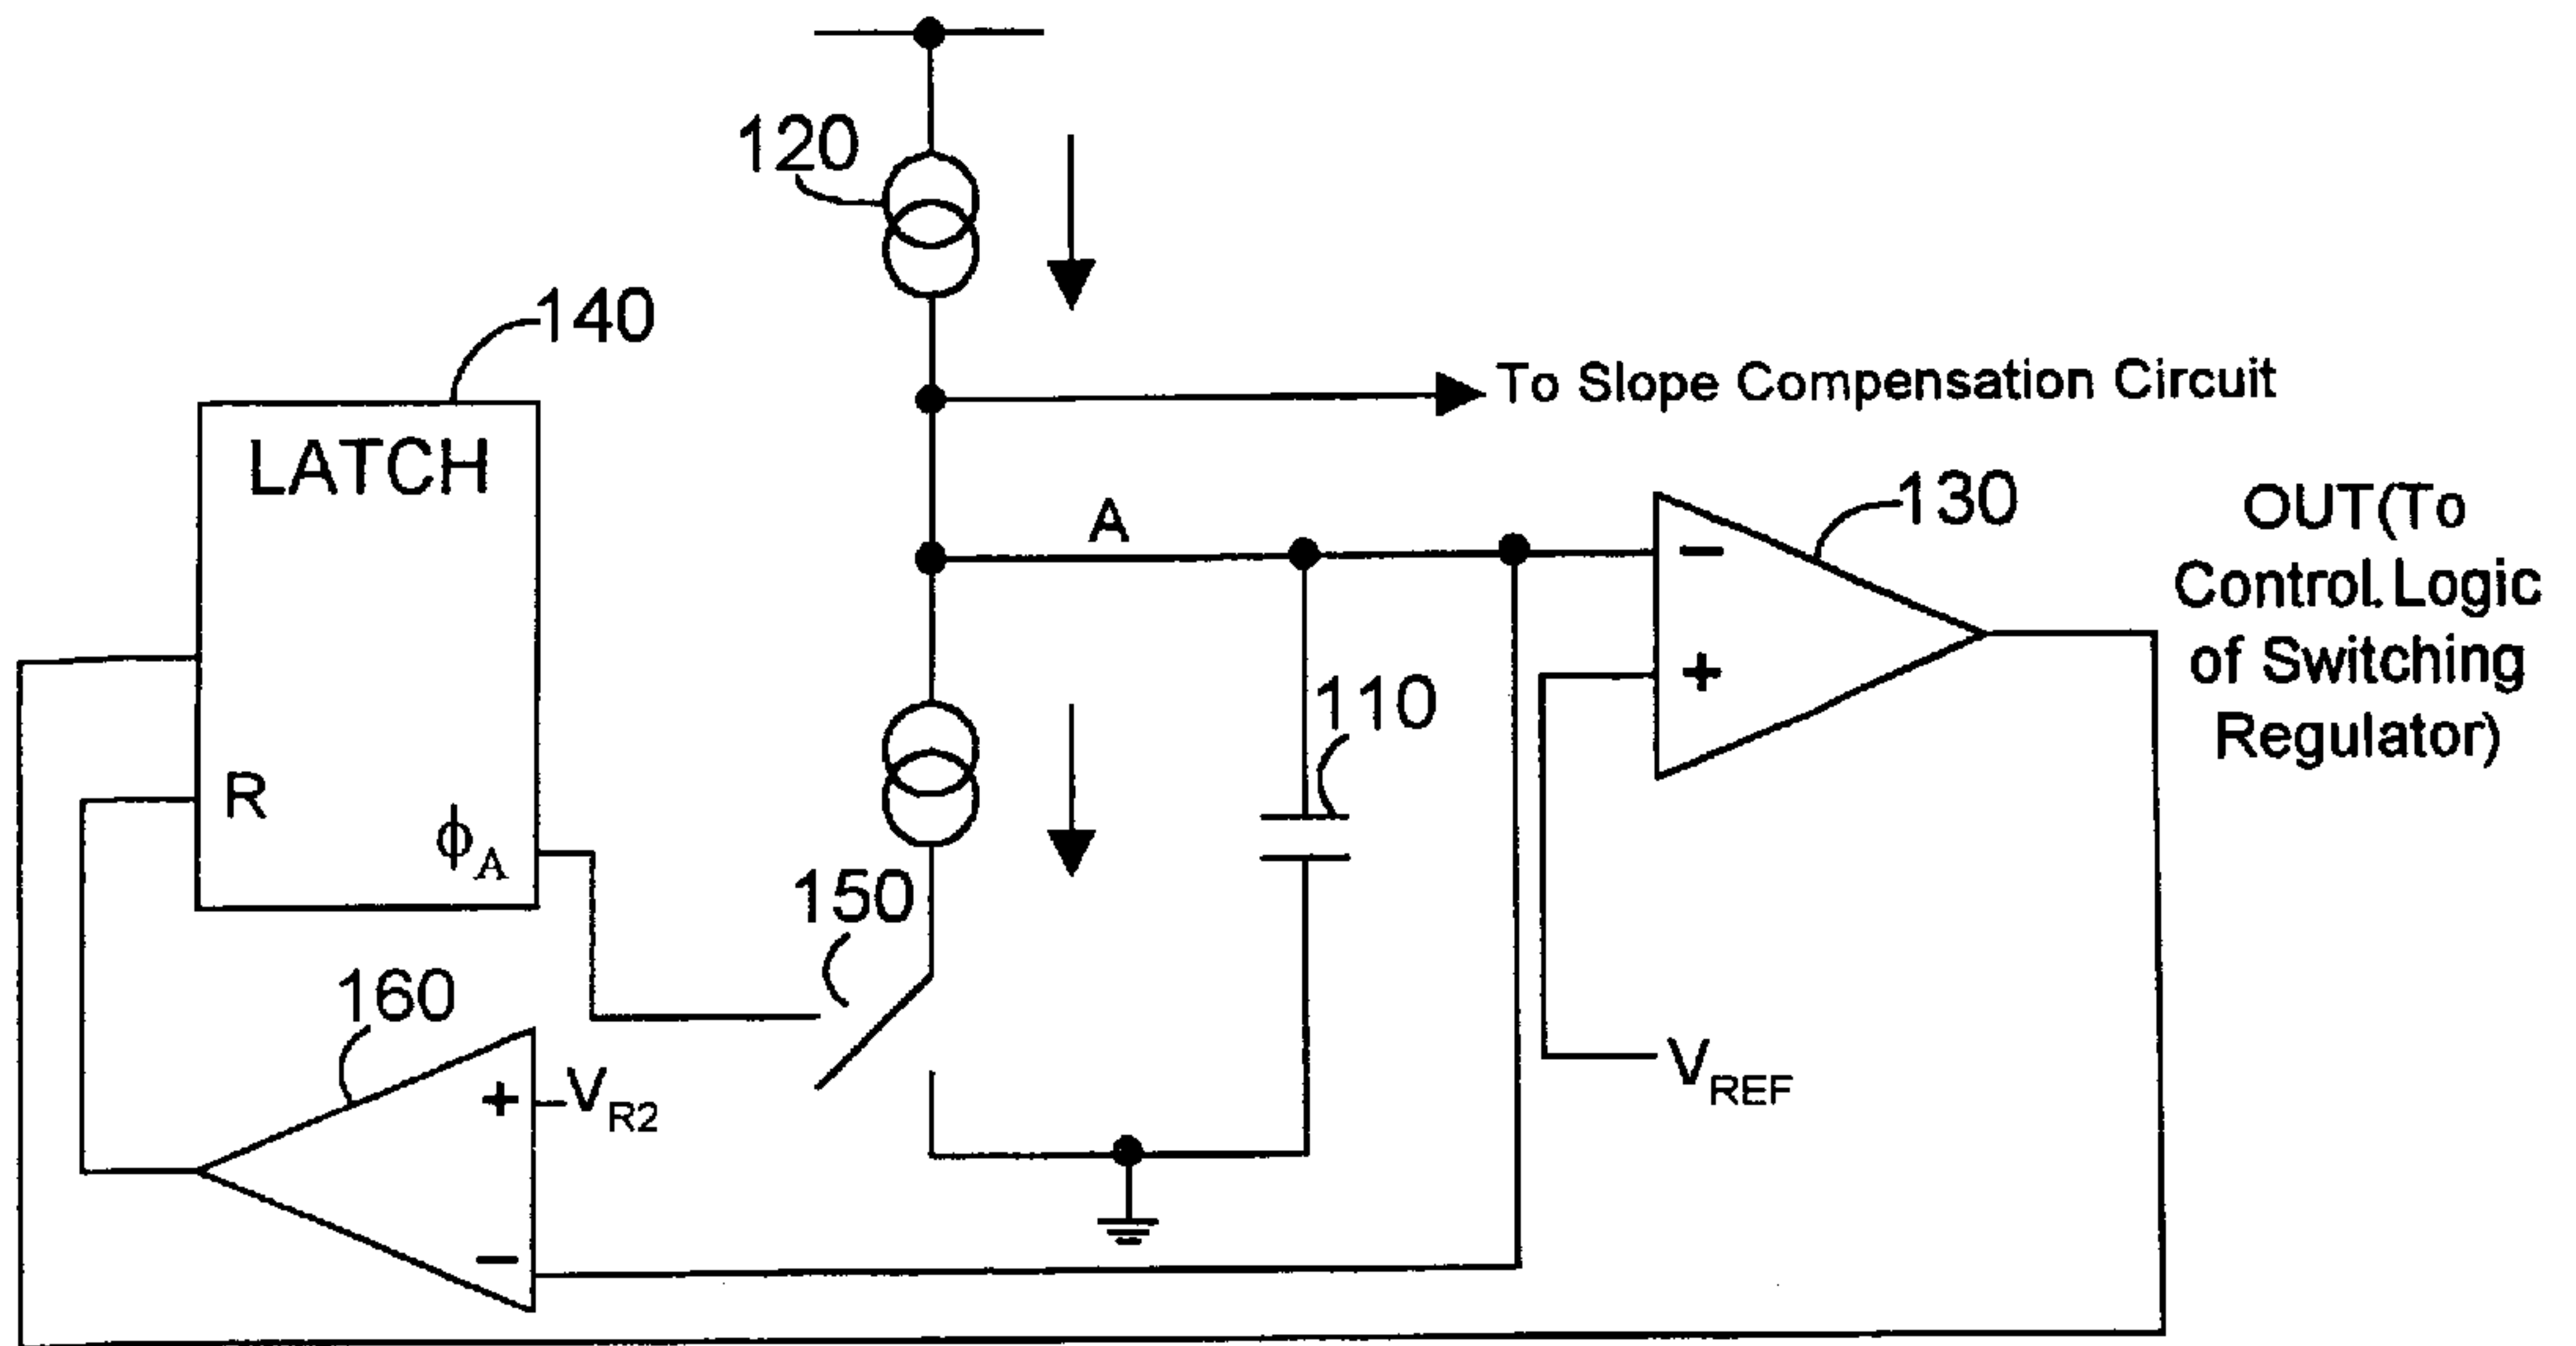 120
140
To Slope Compensation Circuit
LATCH
A
130
OUT(To
Control.Logic
of Switching
Regulator)
−
+
110
R
ϕA
150
160
+
VR2
VREF
−